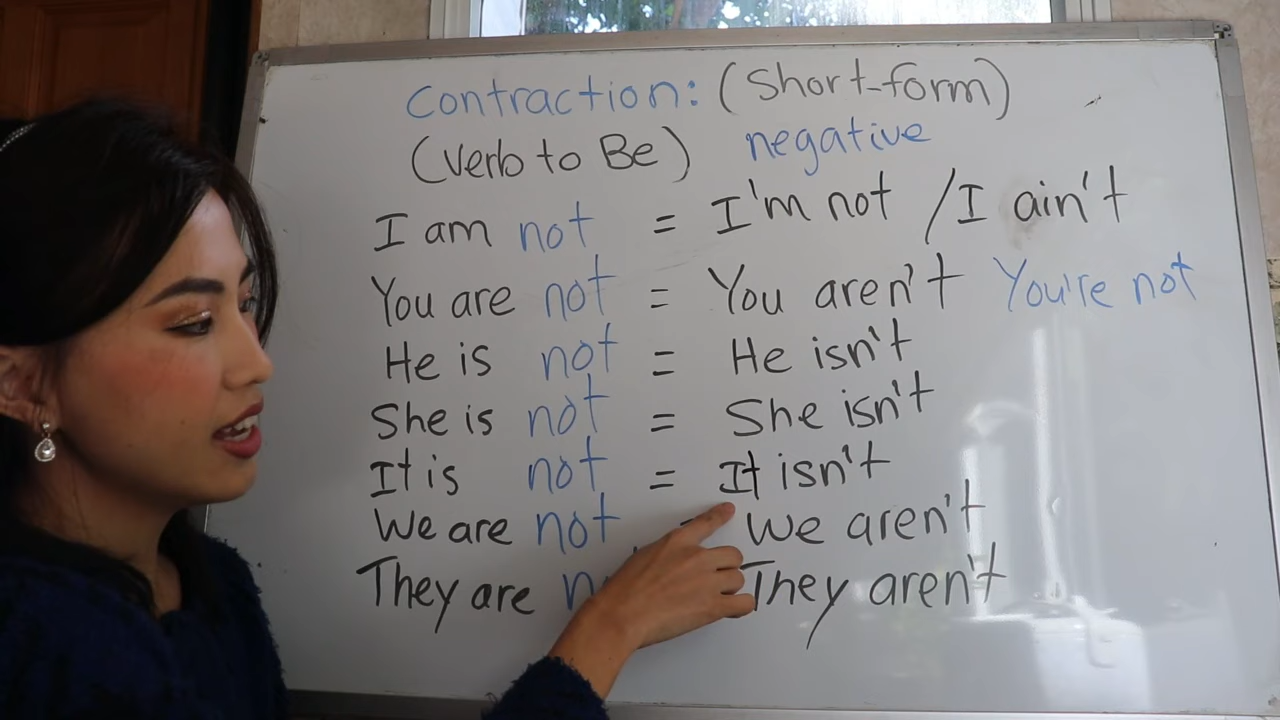 Contraction: (Short-form)
(Verb to Be) negative
I am not = I'm not / I ain't
You are not = You aren't You're not
He is not = He isn't
She is not = She isn't
It is not = It isn't
We are not = We aren't
They are They aren't